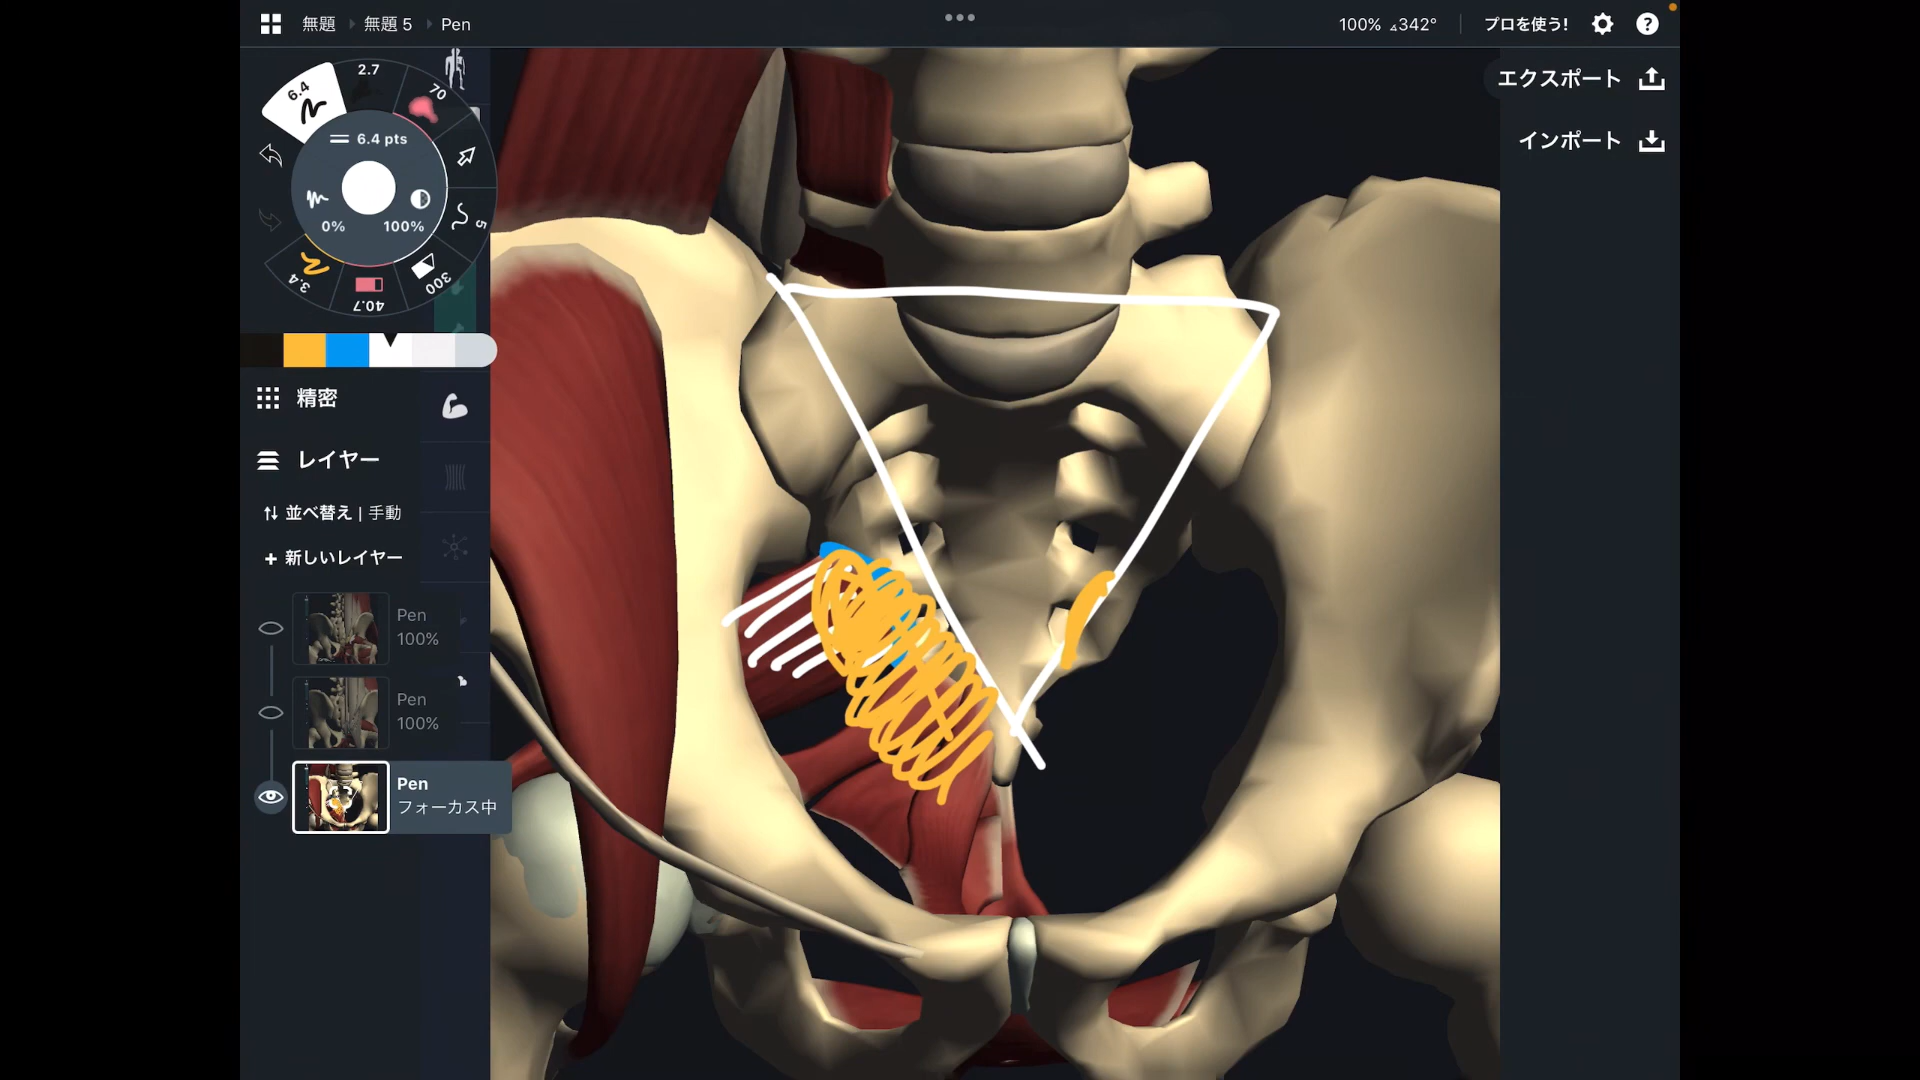 無題 無題 5 Pen
100% ⊿342° プロを使う!
エクスポート
インポート
2.7
6.4
70
6.4 pts
5
0% 100%
3.4
40.7
300
精密
レイヤー
並べ替え | 手動
+ 新しいレイヤー
Pen
100%
Pen
100%
Pen
フォーカス中